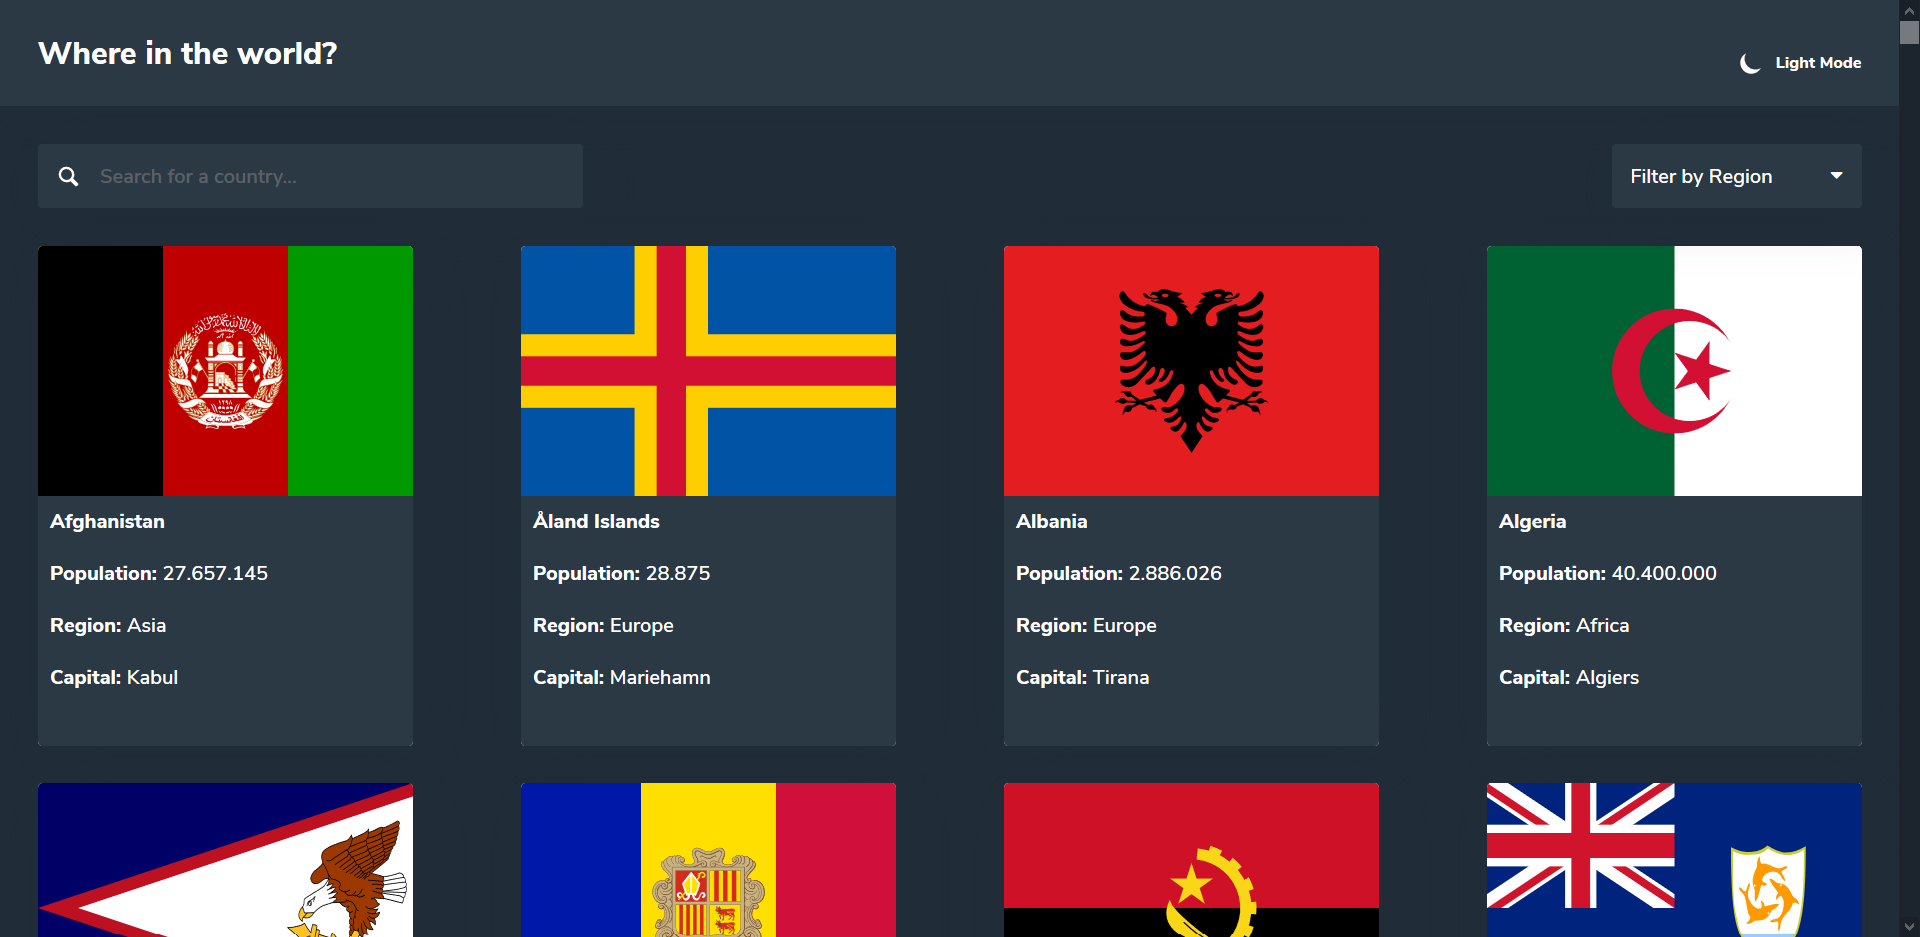 Where in the world?
Light Mode
Search for a country...
Filter by Region
Afghanistan
Population: 27.657.145
Region: Asia
Capital: Kabul
Åland Islands
Population: 28.875
Region: Europe
Capital: Mariehamn
Albania
Population: 2.886.026
Region: Europe
Capital: Tirana
Algeria
Population: 40.400.000
Region: Africa
Capital: Algiers